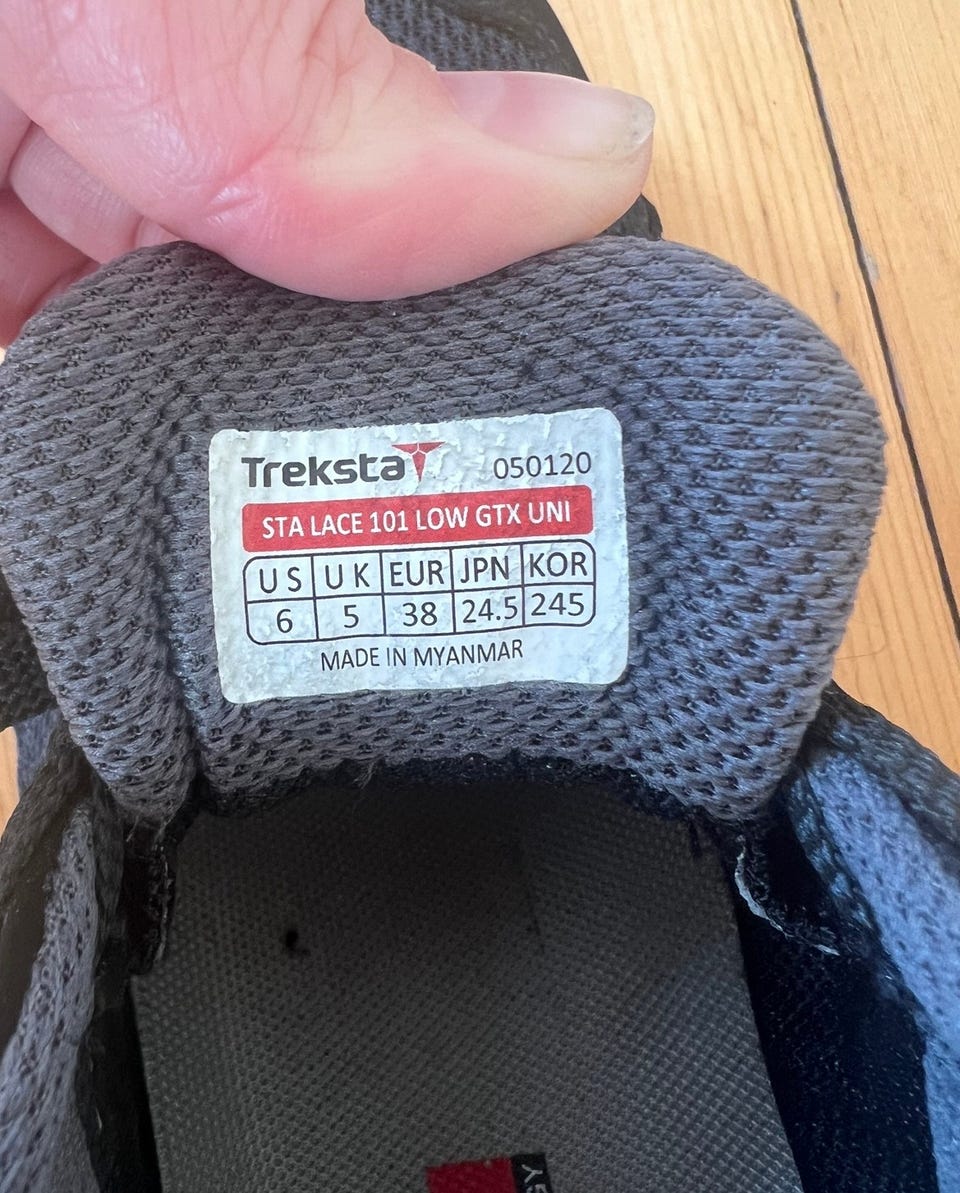 Treksta 050120
STA LACE 101 LOW GTX UNI
US UK EUR JPN KOR
6 5 38 24.5 245
MADE IN MYANMAR